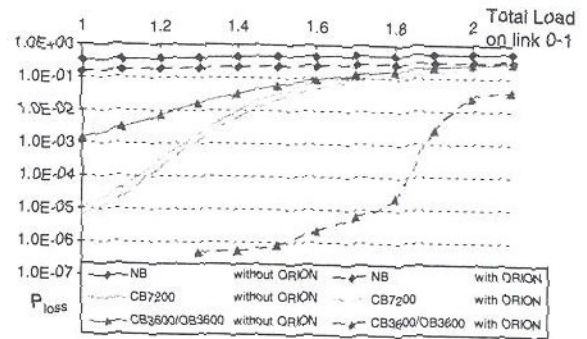 1 1.2 1.4 1.6 1.8 2 Total Load
on link 0-1
1.0E+00
1.0E-01
1.0E-02
1.0E-03
1.0E-04
1.0E-05
1.0E-06
1.0E-07
Ploss
NB without ORION NB with ORION
CB7200 without ORION CB7200 with ORION
CB3600/OB3600 without ORION CB3600/OB3600 with ORION